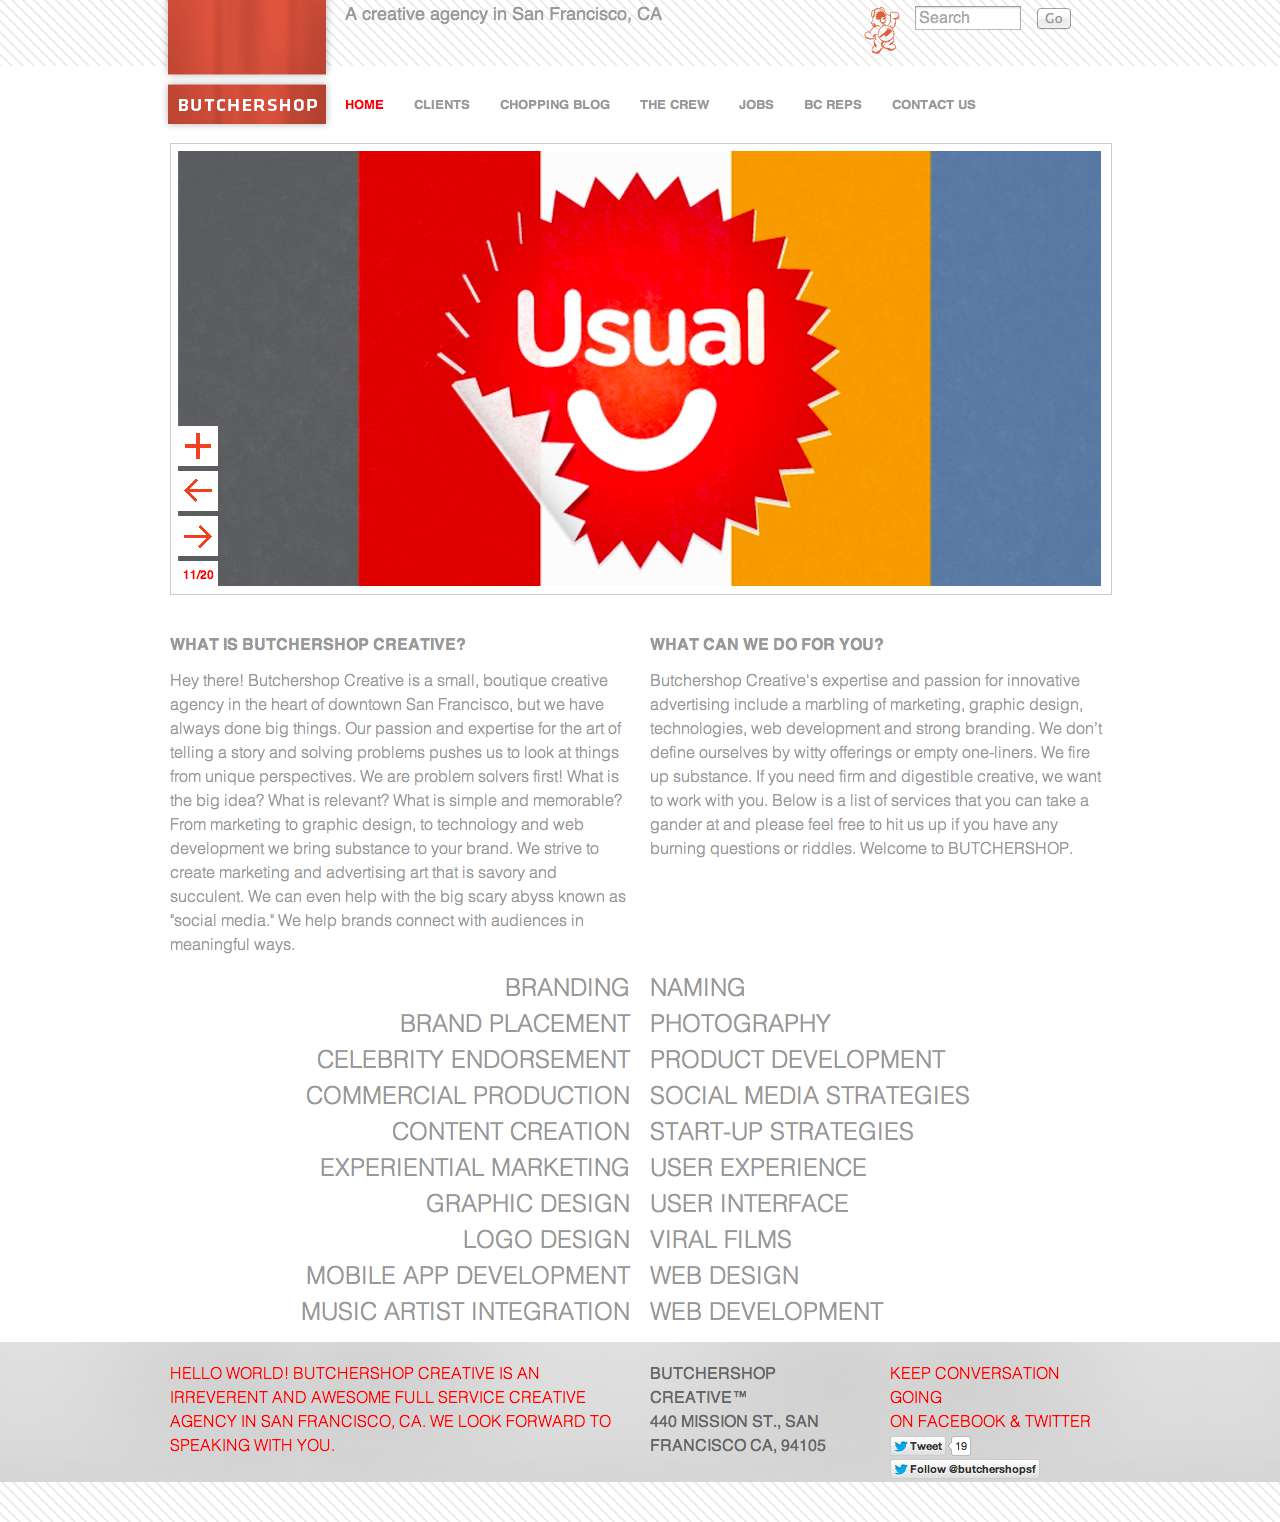 A creative agency in San Francisco, CA
Search
Go
BUTCHERSHOP
HOME
CLIENTS
CHOPPING BLOG
THE CREW
JOBS
BC REPS
CONTACT US
Usual
11/20
WHAT IS BUTCHERSHOP CREATIVE?
Hey there! Butchershop Creative is a small, boutique creative
agency in the heart of downtown San Francisco, but we have
always done big things. Our passion and expertise for the art of
telling a story and solving problems pushes us to look at things
from unique perspectives. We are problem solvers first! What is
the big idea? What is relevant? What is simple and memorable?
From marketing to graphic design, to technology and web
development we bring substance to your brand. We strive to
create marketing and advertising art that is savory and
succulent. We can even help with the big scary abyss known as
"social media." We help brands connect with audiences in
meaningful ways.
WHAT CAN WE DO FOR YOU?
Butchershop Creative's expertise and passion for innovative
advertising include a marbling of marketing, graphic design,
technologies, web development and strong branding. We don't
define ourselves by witty offerings or empty one-liners. We fire
up substance. If you need firm and digestible creative, we want
to work with you. Below is a list of services that you can take a
gander at and please feel free to hit us up if you have any
burning questions or riddles. Welcome to BUTCHERSHOP.
BRANDING
BRAND PLACEMENT
CELEBRITY ENDORSEMENT
COMMERCIAL PRODUCTION
CONTENT CREATION
EXPERIENTIAL MARKETING
GRAPHIC DESIGN
LOGO DESIGN
MOBILE APP DEVELOPMENT
MUSIC ARTIST INTEGRATION
NAMING
PHOTOGRAPHY
PRODUCT DEVELOPMENT
SOCIAL MEDIA STRATEGIES
START-UP STRATEGIES
USER EXPERIENCE
USER INTERFACE
VIRAL FILMS
WEB DESIGN
WEB DEVELOPMENT
HELLO WORLD! BUTCHERSHOP CREATIVE IS AN
IRREVERENT AND AWESOME FULL SERVICE CREATIVE
AGENCY IN SAN FRANCISCO, CA. WE LOOK FORWARD TO
SPEAKING WITH YOU.
BUTCHERSHOP
CREATIVE™
440 MISSION ST., SAN
FRANCISCO CA, 94105
KEEP CONVERSATION
GOING
ON FACEBOOK & TWITTER
Tweet 19
Follow @butchershopsf